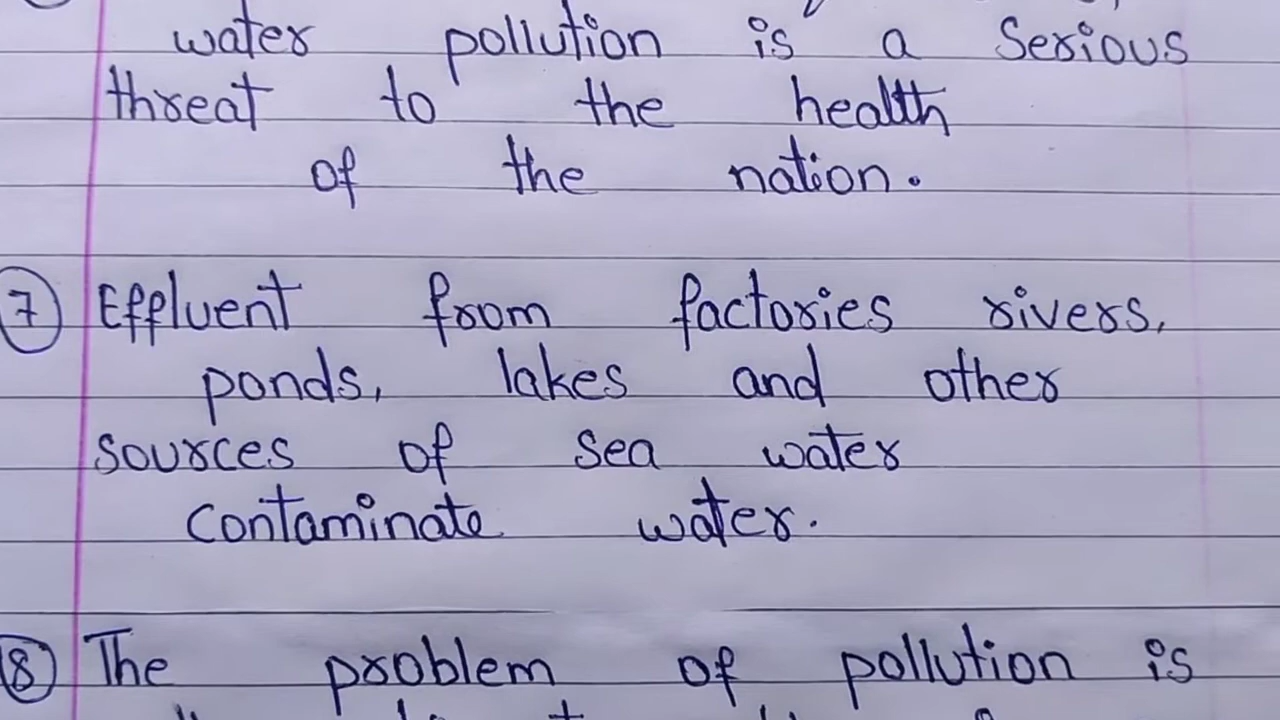 water pollution is a Serious
threat to the health
of the nation.
7 Effluent from factories rivers,
ponds, lakes and other
sources of sea water
Contaminate water.
8 The problem of pollution is